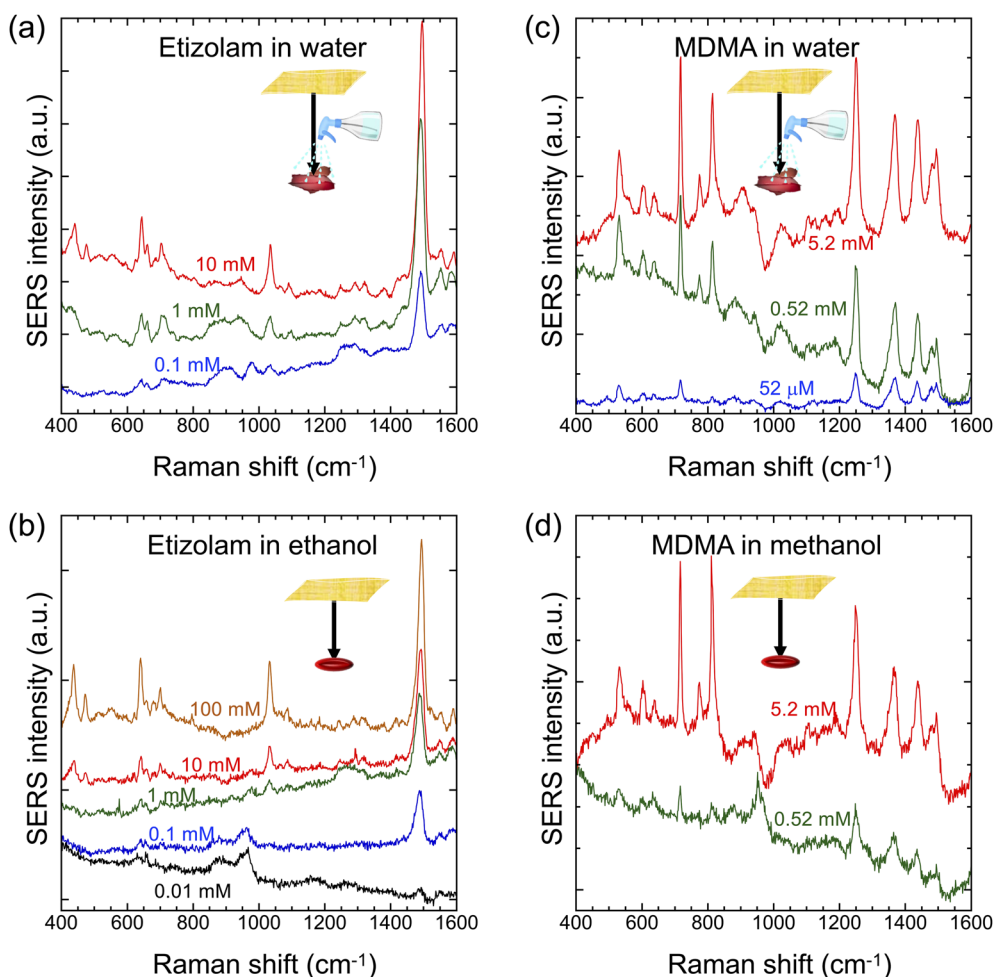 (a)
Etizolam in water
SERS intensity (a.u.)
10 mM
1 mM
0.1 mM
400 600 800 1000 1200 1400 1600
Raman shift (cm⁻¹)
(c)
MDMA in water
SERS intensity (a.u.)
5.2 mM
0.52 mM
52 μM
400 600 800 1000 1200 1400 1600
Raman shift (cm⁻¹)
(b)
Etizolam in ethanol
SERS intensity (a.u.)
100 mM
10 mM
1 mM
0.1 mM
0.01 mM
400 600 800 1000 1200 1400 1600
Raman shift (cm⁻¹)
(d)
MDMA in methanol
SERS intensity (a.u.)
5.2 mM
0.52 mM
400 600 800 1000 1200 1400 1600
Raman shift (cm⁻¹)